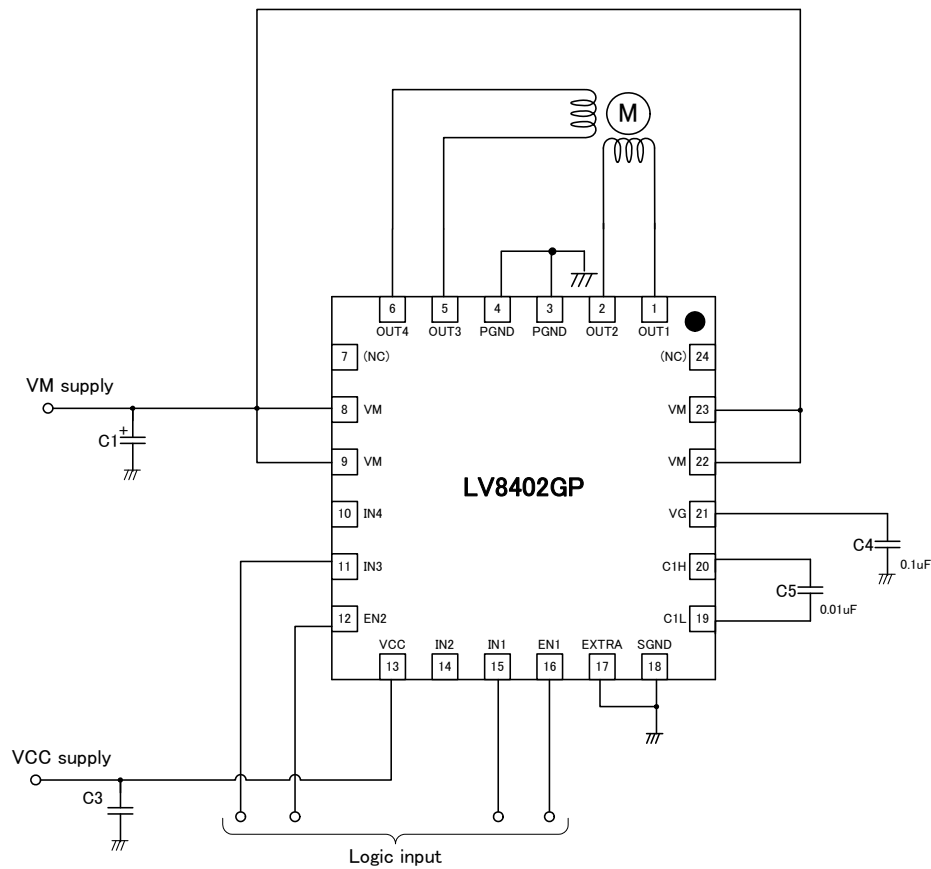 M
6 5 4 3 2 1
OUT4 OUT3 PGND PGND OUT2 OUT1
7 (NC) (NC) 24
VM supply
8 VM VM 23
C1 +
9 VM VM 22
LV8402GP
10 IN4 VG 21
C4 0.1uF
11 IN3 C1H 20
C5 0.01uF
12 EN2 C1L 19
VCC IN2 IN1 EN1 EXTRA SGND
13 14 15 16 17 18
VCC supply
C3
Logic input